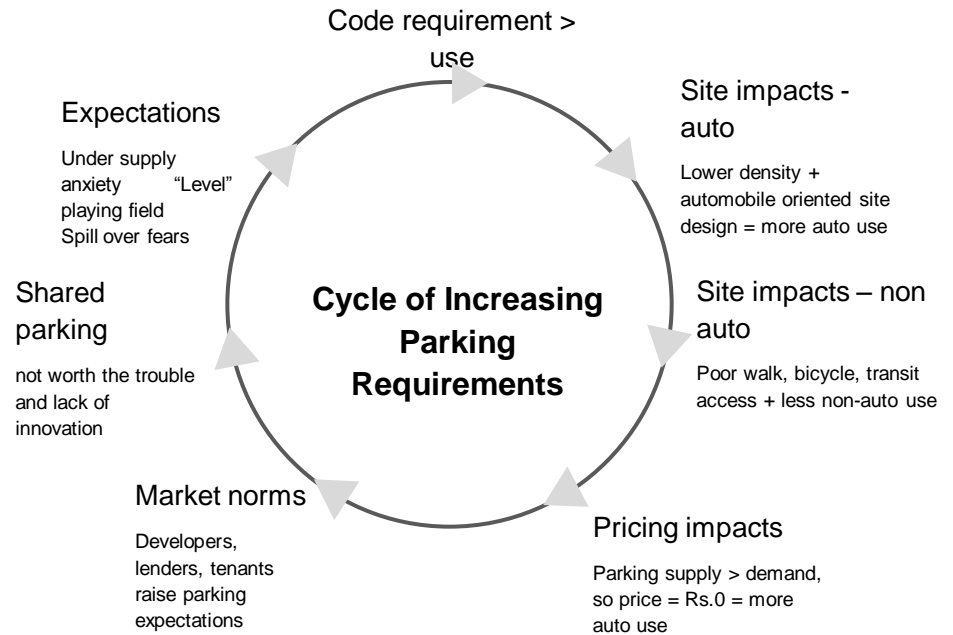 Code requirement >
use
Site impacts -
auto
Lower density +
automobile oriented site
design = more auto use
Site impacts – non
auto
Poor walk, bicycle, transit
access + less non-auto use
Pricing impacts
Parking supply > demand,
so price = Rs.0 = more
auto use
Market norms
Developers,
lenders, tenants
raise parking
expectations
Shared
parking
not worth the trouble
and lack of
innovation
Expectations
Under supply
anxiety “Level”
playing field
Spill over fears
Cycle of Increasing
Parking
Requirements